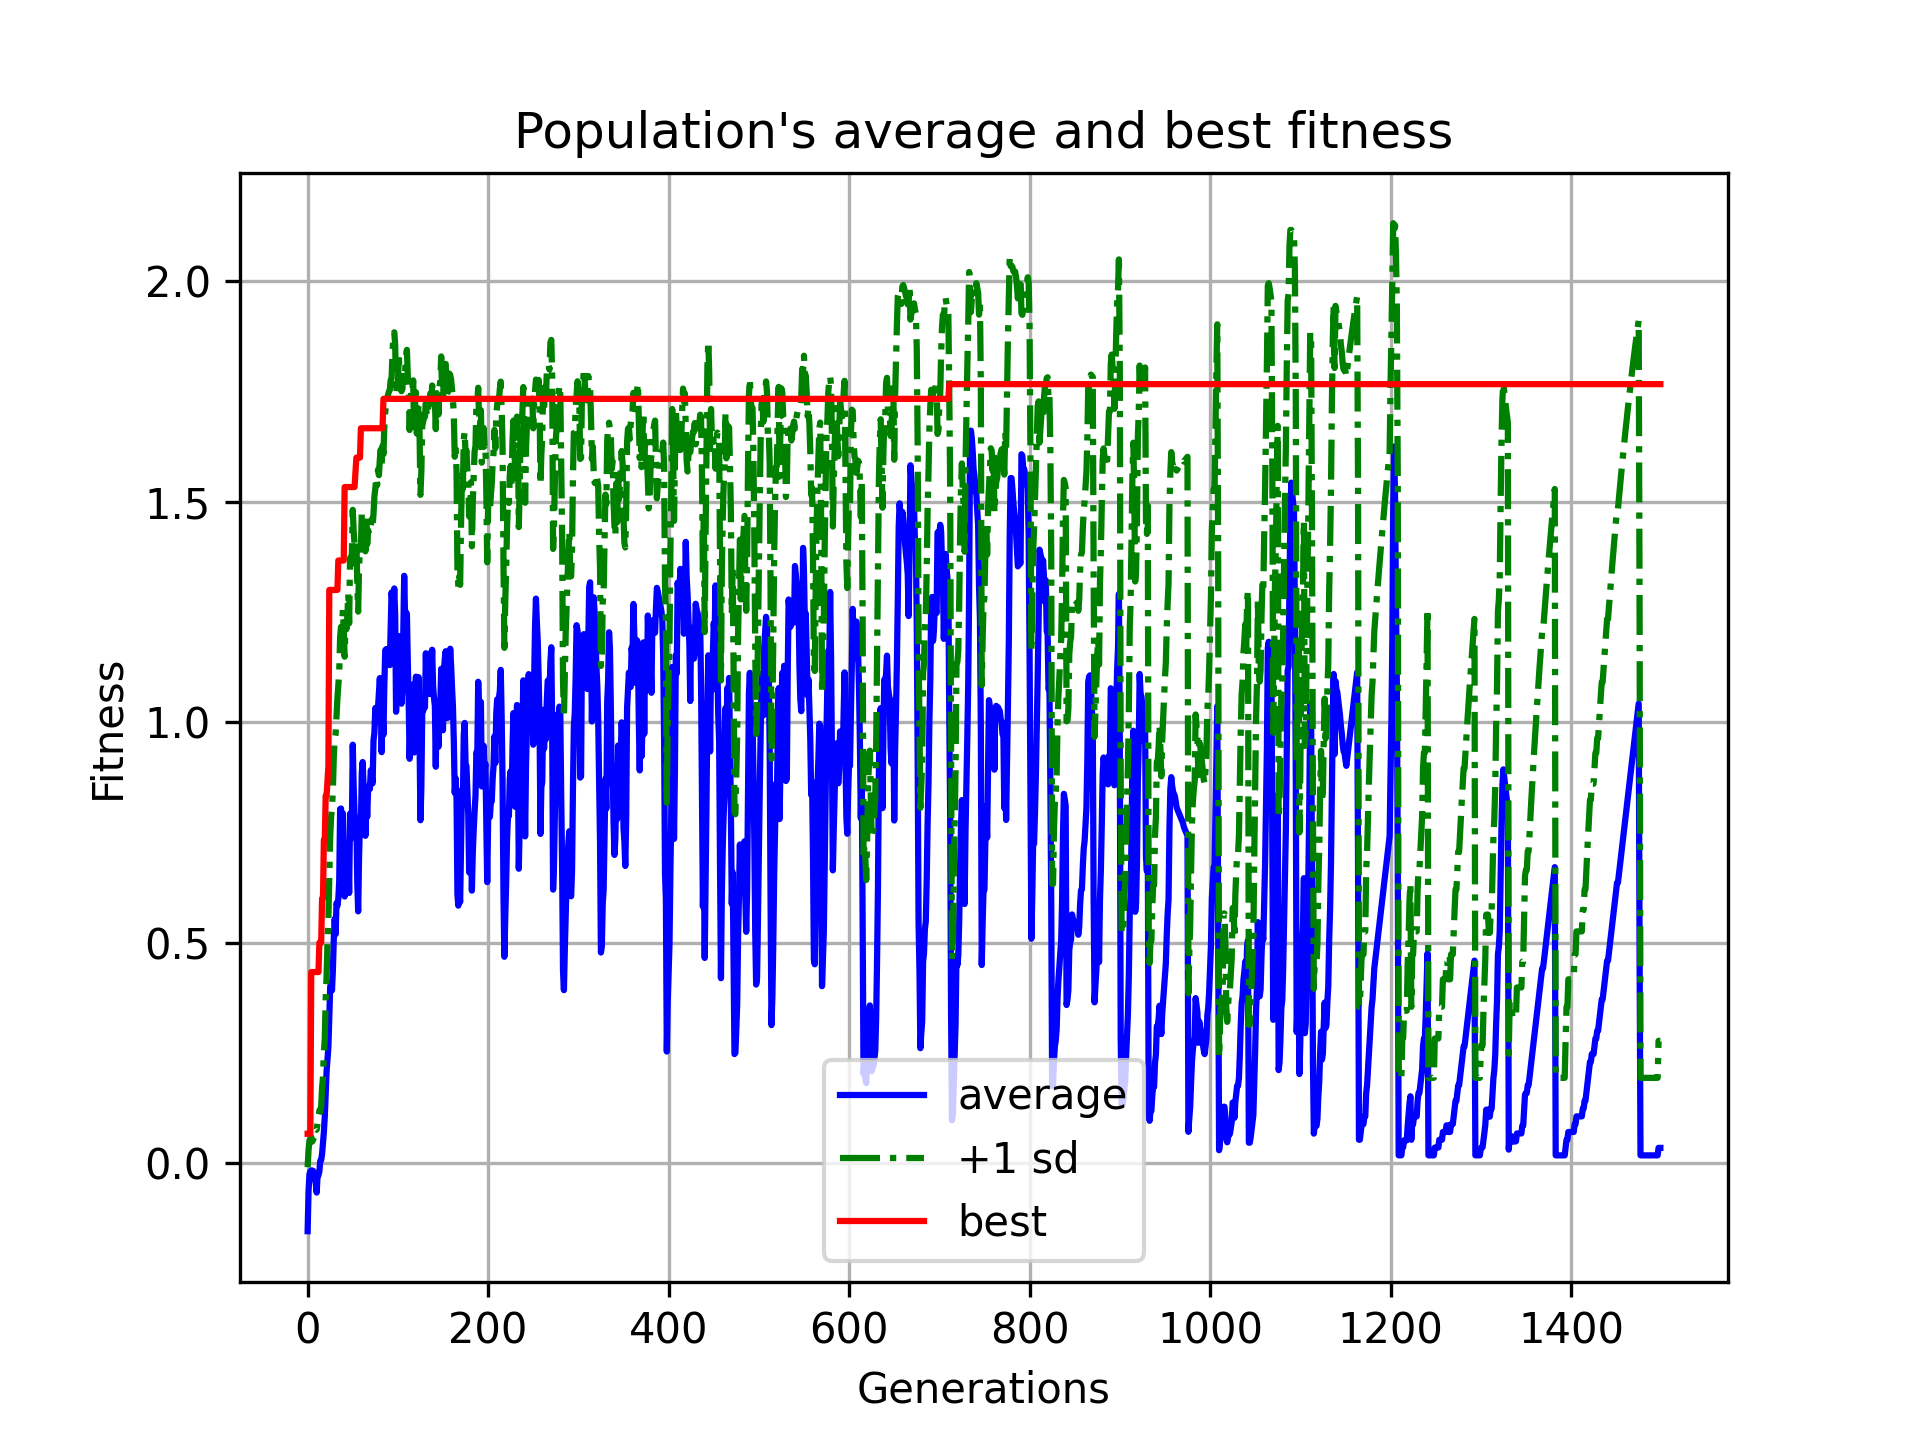 Population's average and best fitness
Fitness
2.0
1.5
1.0
0.5
0.0
average
+1 sd
best
0 200 400 600 800 1000 1200 1400
Generations